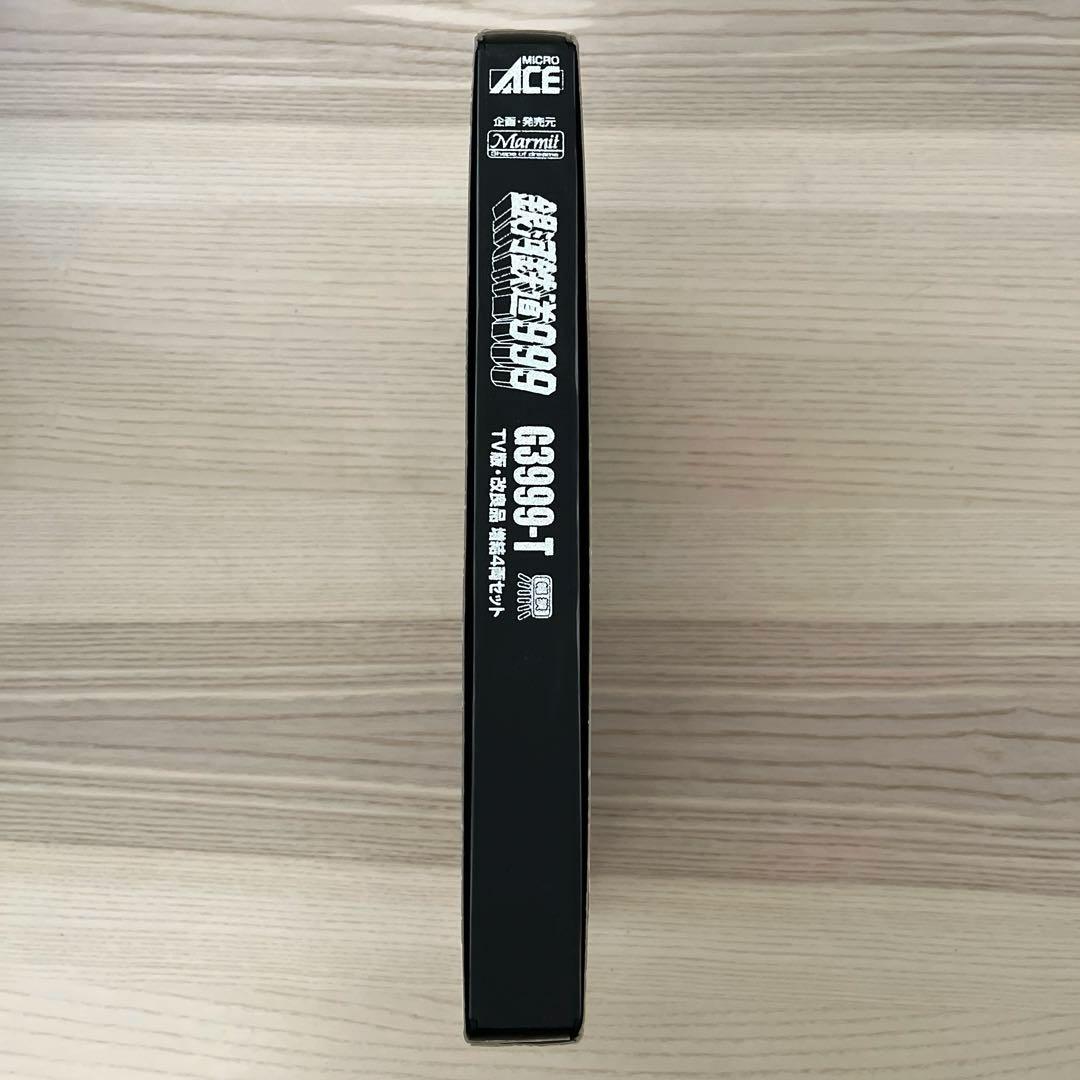 MICRO
ACE
企画・発売元
Marmit
Shape of dreams
銀河鉄道999
G3999-T
TV版・改良品 増結4両セット